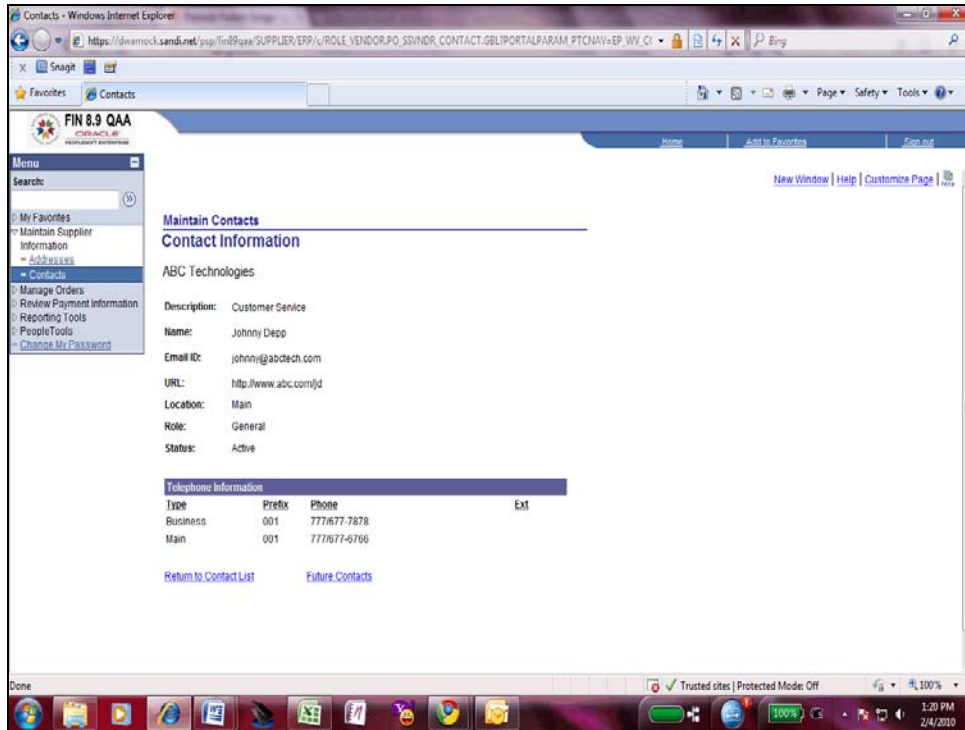 Contacts - Windows Internet Explorer
https://dwamock.sandi.net/psp/fin89qaa/SUPPLIER/ERP/c/ROLE_VENDOR.PO_SSVNDR_CONTACT.GBL?PORTALPARAM_PTCNAV=EP_WV_C
Bing
x Snagit
Favorites Contacts Page Safety Tools
FIN 8.9 QAA
ORACLE
PEOPLESOFT ENTERPRISE
Home Add to Favorites Sign out
Menu
New Window | Help | Customize Page |
Search:
My Favorites
Maintain Supplier
Information
- Addresses
- Contacts
Manage Orders
Review Payment Information
Reporting Tools
PeopleTools
- Change My Password
Maintain Contacts
Contact Information
ABC Technologies
Description: Customer Service
Name: Johnny Depp
Email ID: johnny@abctech.com
URL: http://www.abc.com/jd
Location: Main
Role: General
Status: Active
Telephone Information
Type Prefix Phone Ext
Business 001 777/677-7878
Main 001 777/677-6766
Return to Contact List Future Contacts
Done Trusted sites | Protected Mode: Off 100%
100% 1:20 PM
2/4/2010